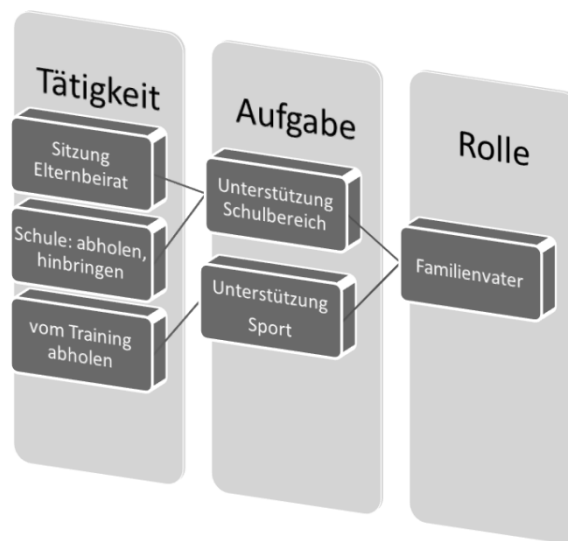 Tätigkeit
Sitzung
Elternbeirat
Schule: abholen,
hinbringen
vom Training
abholen
Aufgabe
Unterstützung
Schulbereich
Unterstützung
Sport
Rolle
Familienvater